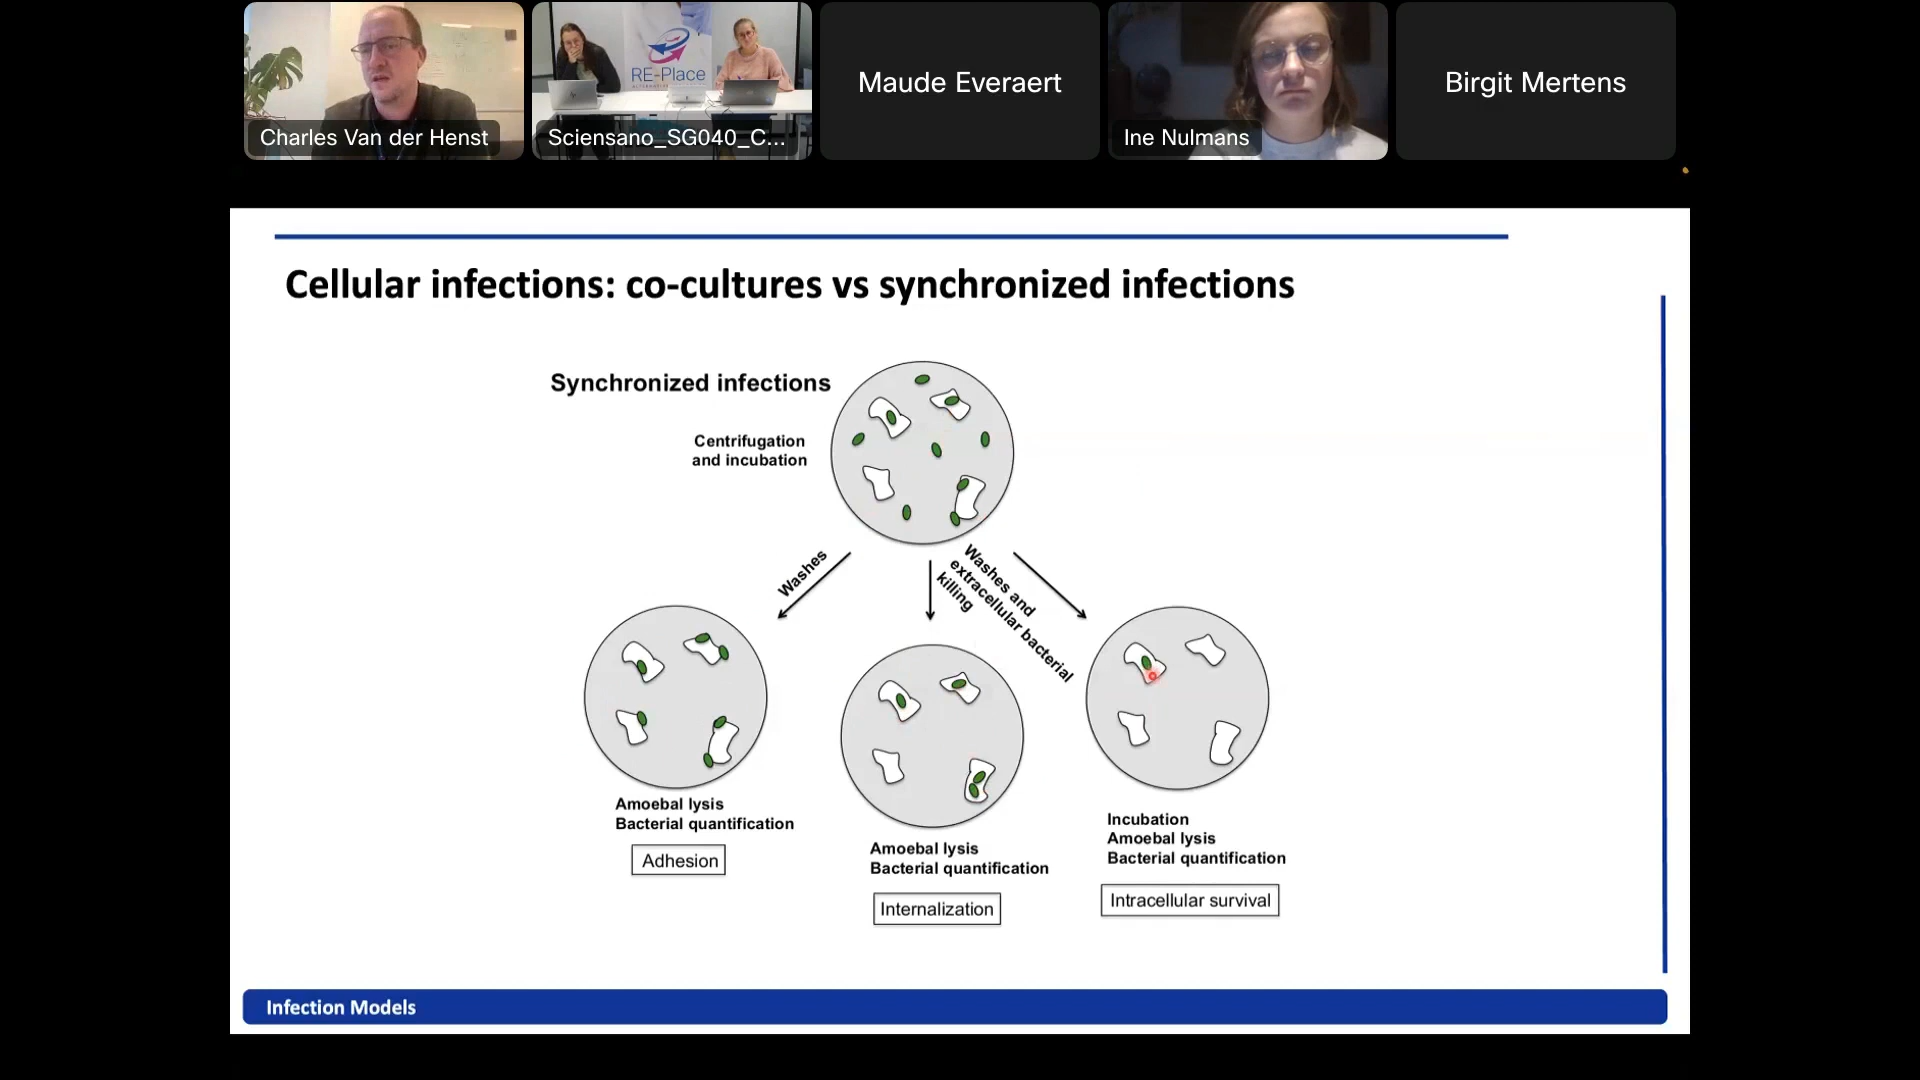 Charles Van der Henst
RE-Place
Sciensano_SG040_C...
Maude Everaert
Ine Nulmans
Birgit Mertens
Cellular infections: co-cultures vs synchronized infections
Synchronized infections
Centrifugation
and incubation
Washes
Washes and
extracellular bacterial
killing
Amoebal lysis
Bacterial quantification
Adhesion
Amoebal lysis
Bacterial quantification
Internalization
Incubation
Amoebal lysis
Bacterial quantification
Intracellular survival
Infection Models